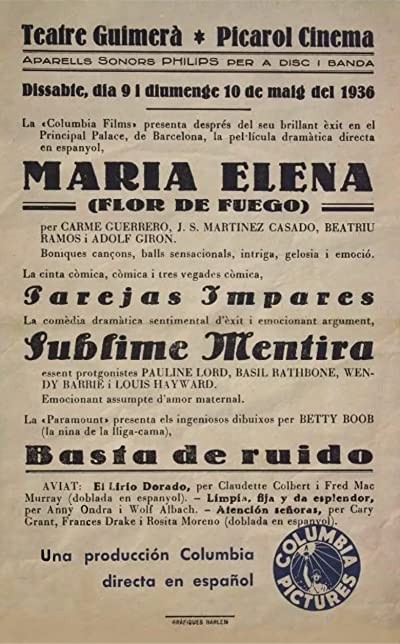 Teatre Guimerà * Picarol Cinema
APARELLS SONORS PHILIPS PER A DISC I BANDA
Dissabte, dia 9 i diumenge 10 de maig del 1936
La «Columbia Films» presenta després del seu brillant èxit en el
Principal Palace, de Barcelona, la pel·lícula dramàtica directa
en espanyol,
MARIA ELENA
(FLOR DE FUEGO)
per CARME GUERRERO, J. S. MARTINEZ CASADO, BEATRIU
RAMOS i ADOLF GIRON.
Boniques cançons, balls sensacionals, intriga, gelosia i emoció.
La cinta còmica, còmica i tres vegades còmica,
Parejas Impares
La comèdia dramàtica sentimental d'èxit i emocionant argument,
Sublime Mentira
essent protgonistes PAULINE LORD, BASIL RATHBONE, WEN-
DY BARRIE i LOUIS HAYWARD.
Emocionant assumpte d'amor maternal.
La «Paramount» presenta els ingeniosos dibuixos per BETTY BOOB
(la nina de la lliga-cama),
Basta de ruido
AVIAT: El Lirio Dorado, per Claudette Colbert i Fred Mac
Murray (doblada en espanyol). – Limpia, fija y da esplendor,
per Anny Ondra i Wolf Albach. – Atención señoras, per Cary
Grant, Frances Drake i Rosita Moreno (doblada en espanyol).
Una producción Columbia
directa en español
COLUMBIA
PICTURES
GRÀFIQUES BARLEM